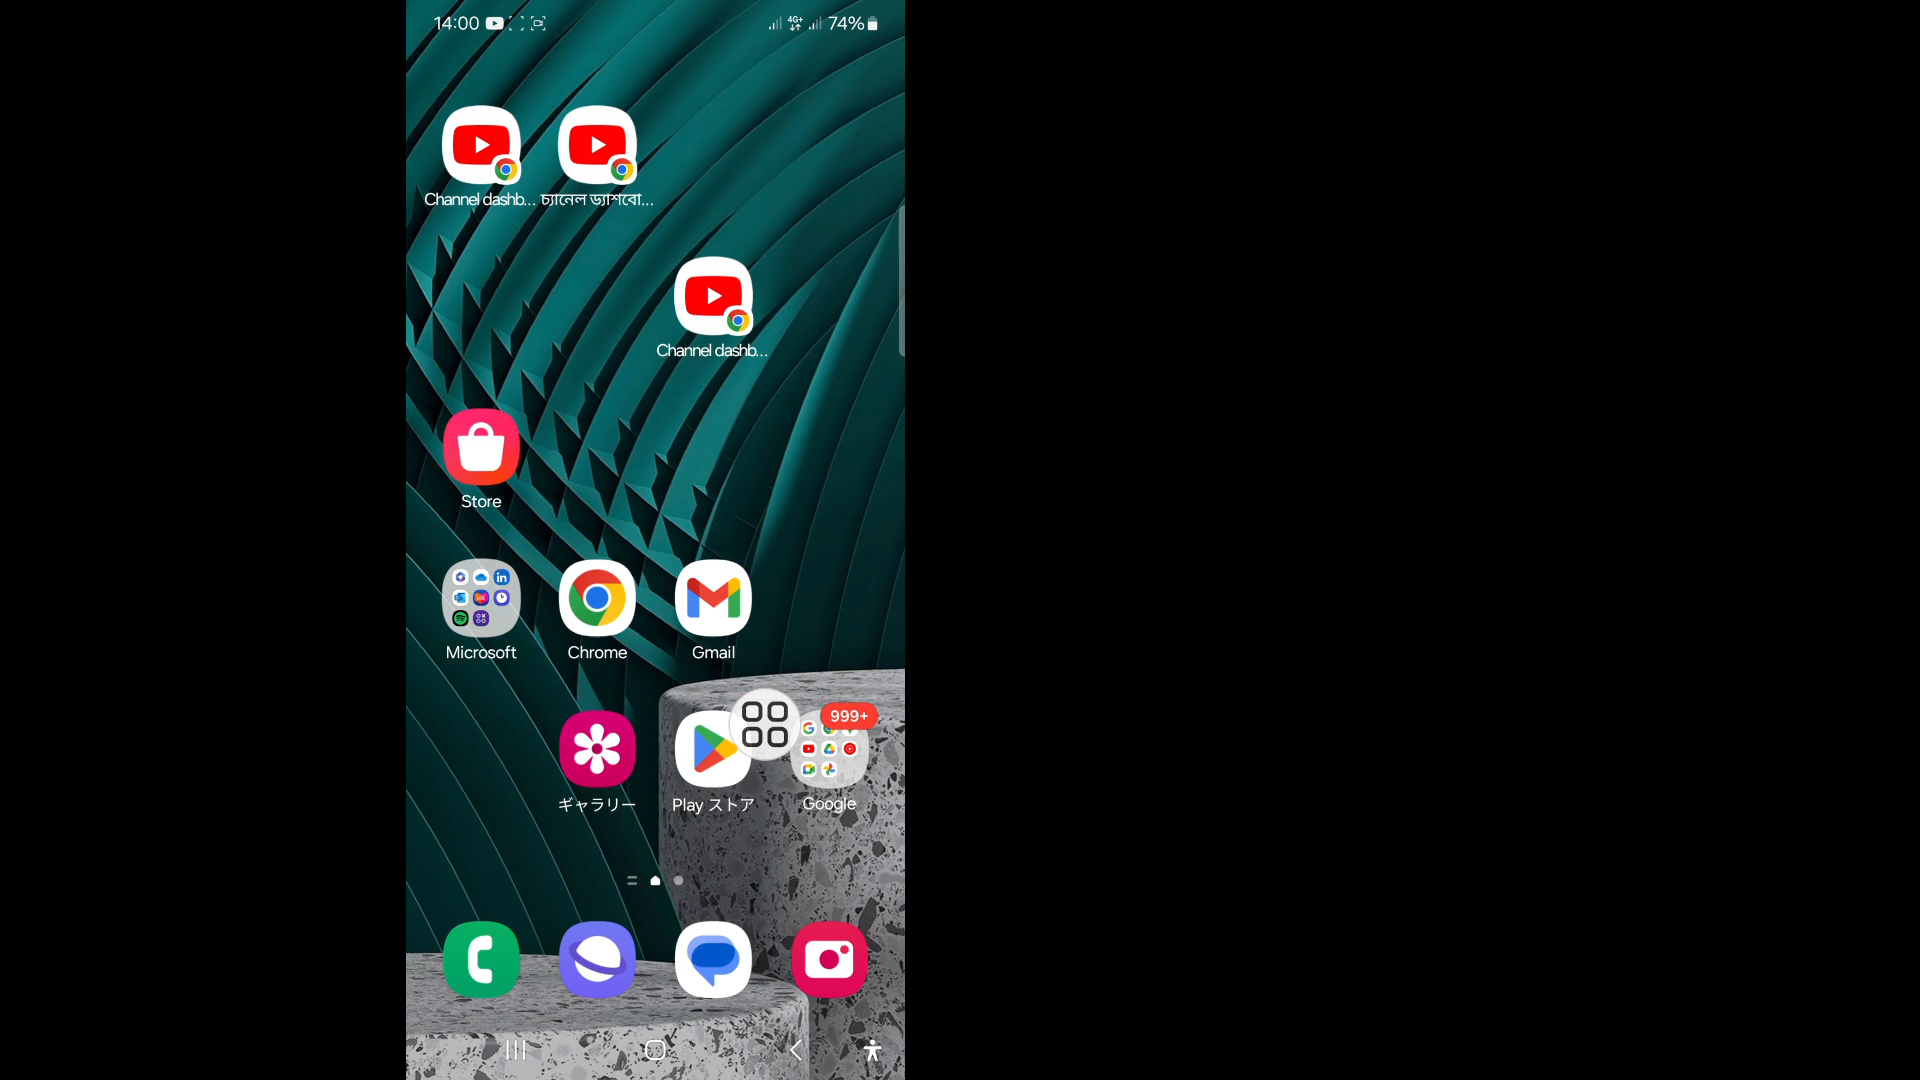 14:00
4G+
74%
Channel dashb...
চ্যানেল ড্যাশবো...
Channel dashb...
Store
Microsoft
Chrome
Gmail
999+
ギャラリー
Play ストア
Google